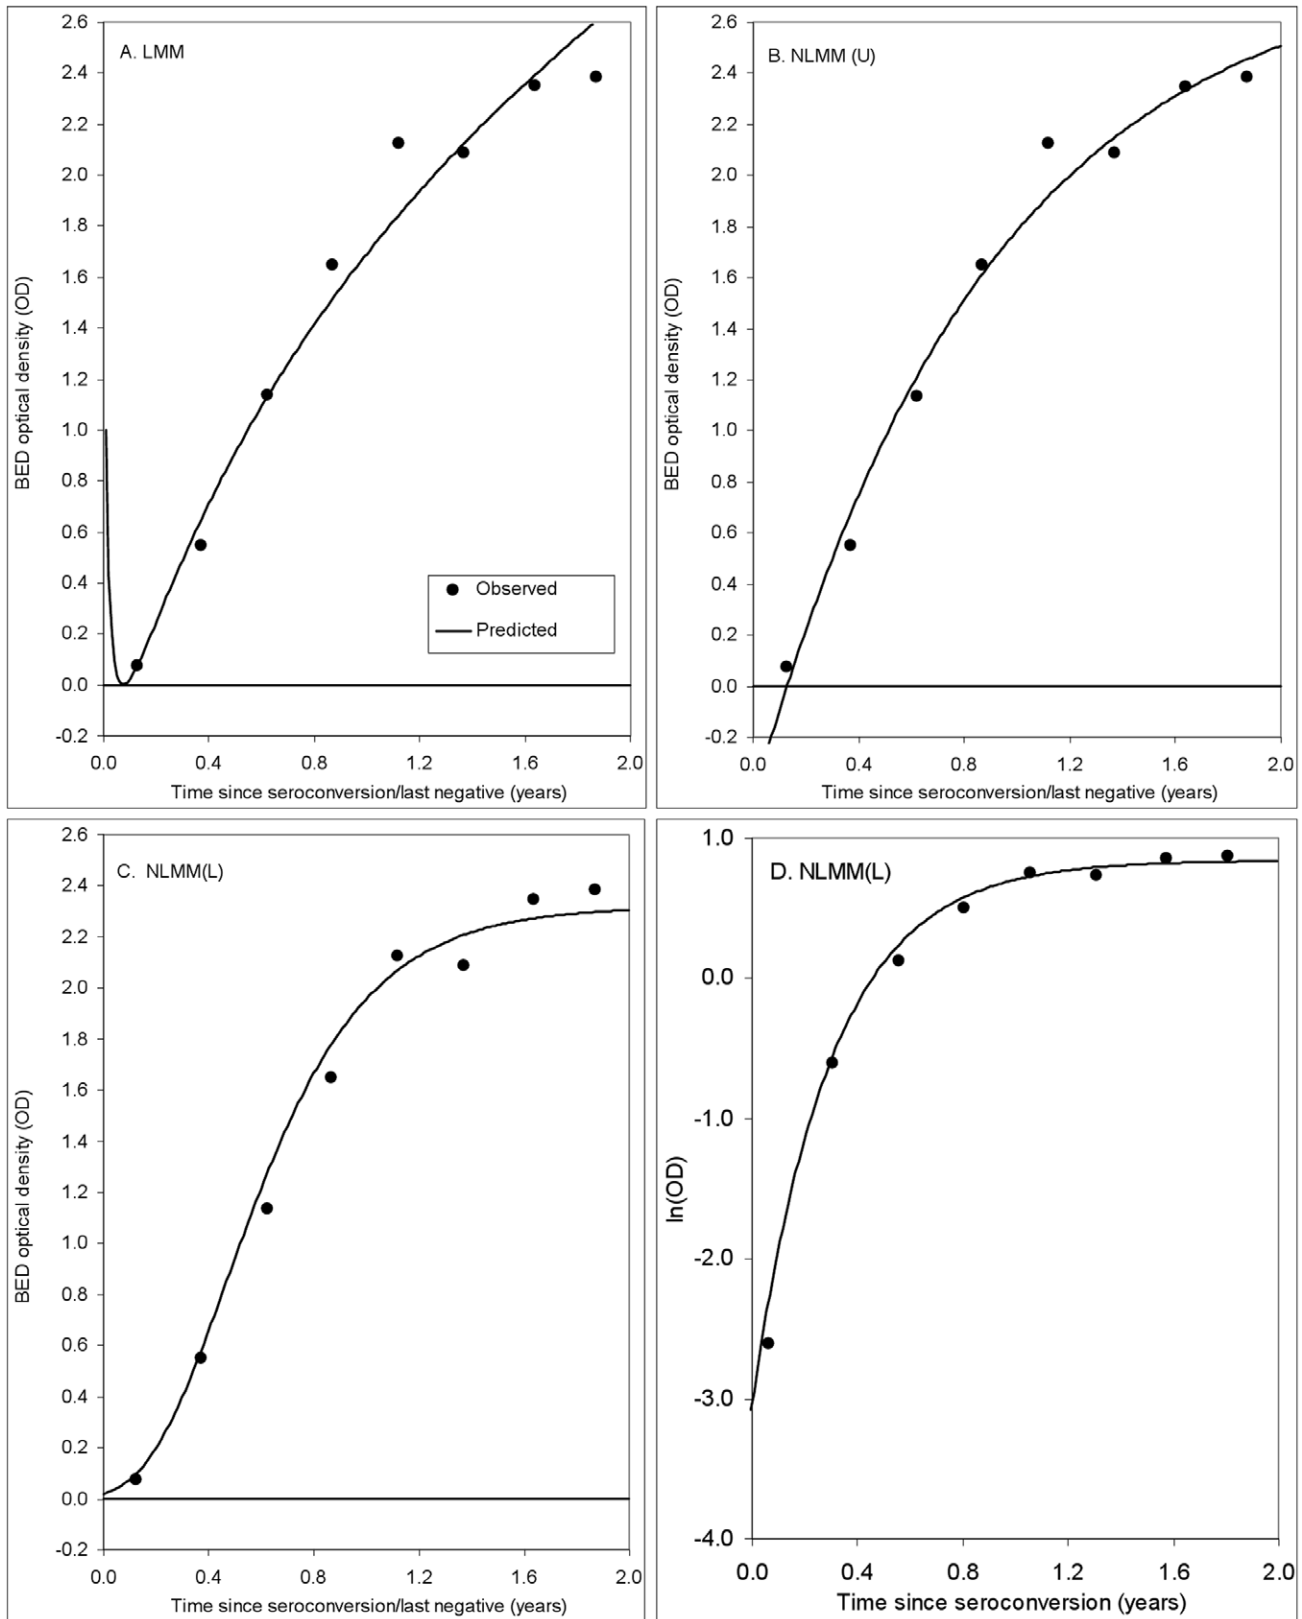 A. LMM
2.6
2.4
2.2
2.0
1.8
1.6
1.4
1.2
1.0
0.8
0.6
0.4
0.2
0.0
-0.2
BED optical density (OD)
Observed
Predicted
0.0 0.4 0.8 1.2 1.6 2.0
Time since seroconversion/last negative (years)
B. NLMM (U)
2.6
2.4
2.2
2.0
1.8
1.6
1.4
1.2
1.0
0.8
0.6
0.4
0.2
0.0
-0.2
BED optical density (OD)
0.0 0.4 0.8 1.2 1.6 2.0
Time since seroconversion/last negative (years)
C. NLMM(L)
2.6
2.4
2.2
2.0
1.8
1.6
1.4
1.2
1.0
0.8
0.6
0.4
0.2
0.0
-0.2
BED optical density (OD)
0.0 0.4 0.8 1.2 1.6 2.0
Time since seroconversion/last negative (years)
D. NLMM(L)
1.0
0.0
-1.0
-2.0
-3.0
-4.0
ln(OD)
0.0 0.4 0.8 1.2 1.6 2.0
Time since seroconversion (years)